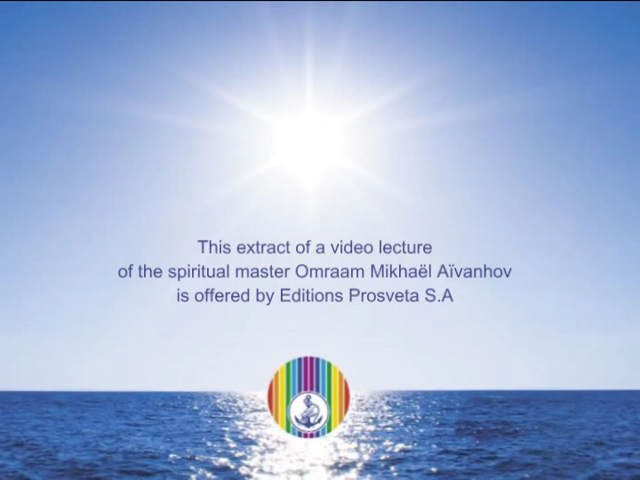 This extract of a video lecture
of the spiritual master Omraam Mikhaël Aïvanhov
is offered by Editions Prosveta S.A